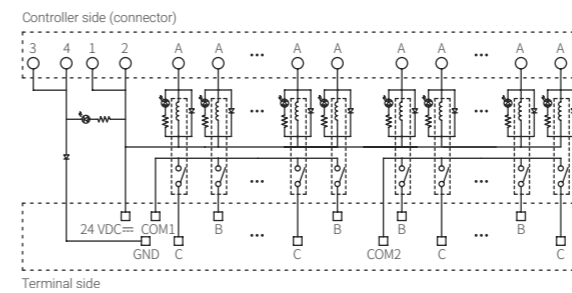 Controller side (connector)
3 4 1 2 A A ... A A A A ... A A
... ...
... ...
24 VDC⎓ COM1 B B B B
GND C ... C COM2 C ... C
Terminal side